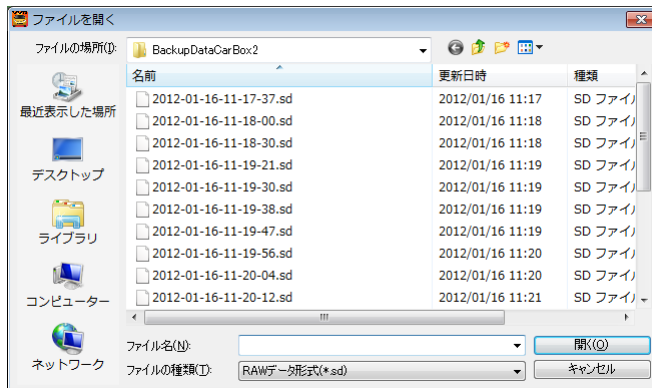 ファイルを開く
ファイルの場所(I):
BackupDataCarBox2
名前
更新日時
種類
2012-01-16-11-17-37.sd
2012/01/16 11:17
SD ファイル
2012-01-16-11-18-00.sd
2012/01/16 11:18
SD ファイル
2012-01-16-11-18-30.sd
2012/01/16 11:18
SD ファイル
2012-01-16-11-19-21.sd
2012/01/16 11:19
SD ファイル
2012-01-16-11-19-30.sd
2012/01/16 11:19
SD ファイル
2012-01-16-11-19-38.sd
2012/01/16 11:19
SD ファイル
2012-01-16-11-19-47.sd
2012/01/16 11:19
SD ファイル
2012-01-16-11-19-56.sd
2012/01/16 11:20
SD ファイル
2012-01-16-11-20-04.sd
2012/01/16 11:20
SD ファイル
2012-01-16-11-20-12.sd
2012/01/16 11:21
SD ファイル
最近表示した場所
デスクトップ
ライブラリ
コンピューター
ネットワーク
ファイル名(N):
開く(O)
ファイルの種類(T):
RAWデータ形式(*.sd)
キャンセル